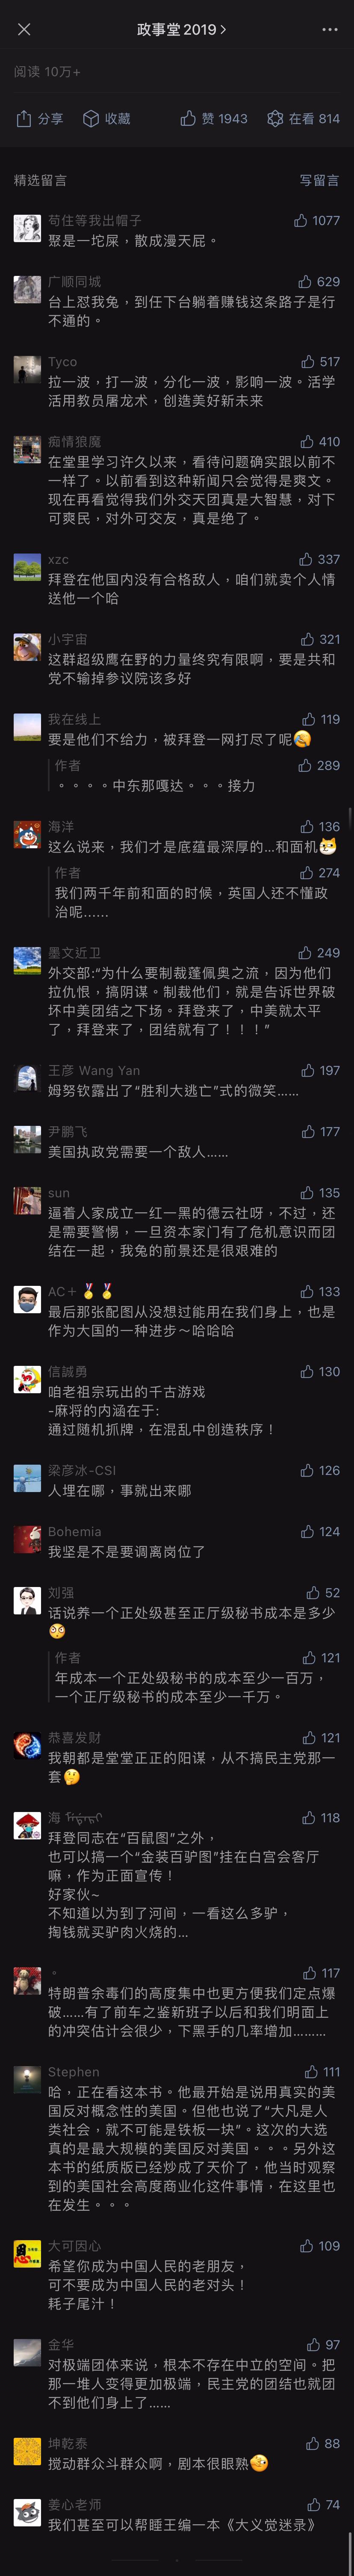 政事堂2019
阅读 10万+
分享
收藏
赞 1943
在看 814
精选留言
写留言
苟住等我出帽子
1077
聚是一坨屎，散成漫天屁。
广顺同城
629
台上怼我兔，到任下台躺着赚钱这条路子是行
不通的。
Tyco
517
拉一波，打一波，分化一波，影响一波。活学
活用教员屠龙术，创造美好新未来
痴情狼魔
410
在堂里学习许久以来，看待问题确实跟以前不
一样了。以前看到这种新闻只会觉得是爽文。
现在再看觉得我们外交天团真是大智慧，对下
可爽民，对外可交友，真是绝了。
xzc
337
拜登在他国内没有合格敌人，咱们就卖个人情
送他一个哈
小宇宙
321
这群超级鹰在野的力量终究有限啊，要是共和
党不输掉参议院该多好
我在线上
119
要是他们不给力，被拜登一网打尽了呢🤣
作者
289
。。。。中东那嘎达。。。接力
海洋
136
这么说来，我们才是底蕴最深厚的...和面机
作者
274
我们两千年前和面的时候，英国人还不懂政
治呢......
墨文近卫
249
外交部:“为什么要制裁蓬佩奥之流，因为他们
拉仇恨，搞阴谋。制裁他们，就是告诉世界破
坏中美团结之下场。拜登来了，中美就太平
了，拜登来了，团结就有了！！！”
王彦 Wang Yan
197
姆努钦露出了“胜利大逃亡”式的微笑......
尹鹏飞
177
美国执政党需要一个敌人......
sun
135
逼着人家成立一红一黑的德云社呀，不过，还
是需要警惕，一旦资本家门有了危机意识而团
结在一起，我兔的前景还是很艰难的
AC＋🏅🏅
133
最后那张配图从没想过能用在我们身上，也是
作为大国的一种进步～哈哈哈
信誠勇
130
咱老祖宗玩出的千古游戏
-麻将的内涵在于:
通过随机抓牌，在混乱中创造秩序！
梁彦冰-CSI
126
人埋在哪，事就出来哪
Bohemia
124
我坚是不是要调离岗位了
刘强
52
话说养一个正处级甚至正厅级秘书成本是多少
😳
作者
121
年成本一个正处级秘书的成本至少一百万，
一个正厅级秘书的成本至少一千万。
恭喜发财
121
我朝都是堂堂正正的阳谋，从不搞民主党那一
套🤔
海
118
拜登同志在“百鼠图”之外，
也可以搞一个“金装百驴图”挂在白宫会客厅
嘛，作为正面宣传！
好家伙~
不知道以为到了河间，一看这么多驴，
掏钱就买驴肉火烧的...
。
117
特朗普余毒们的高度集中也更方便我们定点爆
破......有了前车之鉴新班子以后和我们明面上
的冲突估计会很少，下黑手的几率增加.........
Stephen
111
哈，正在看这本书。他最开始是说用真实的美
国反对概念性的美国。但他也说了“大凡是人
类社会，就不可能是铁板一块”。这次的大选
真的是最大规模的美国反对美国。。。另外这
本书的纸质版已经炒成了天价了，他当时观察
到的美国社会高度商业化这件事情，在这里也
在发生。。。
大可因心
109
希望你成为中国人民的老朋友，
可不要成为中国人民的老对头！
耗子尾汁！
金华
97
对极端团体来说，根本不存在中立的空间。把
那一堆人变得更加极端，民主党的团结也就团
不到他们身上了......
坤乾泰
88
搅动群众斗群众啊，剧本很眼熟🧐
姜心老师
74
我们甚至可以帮睡王编一本《大义觉迷录》